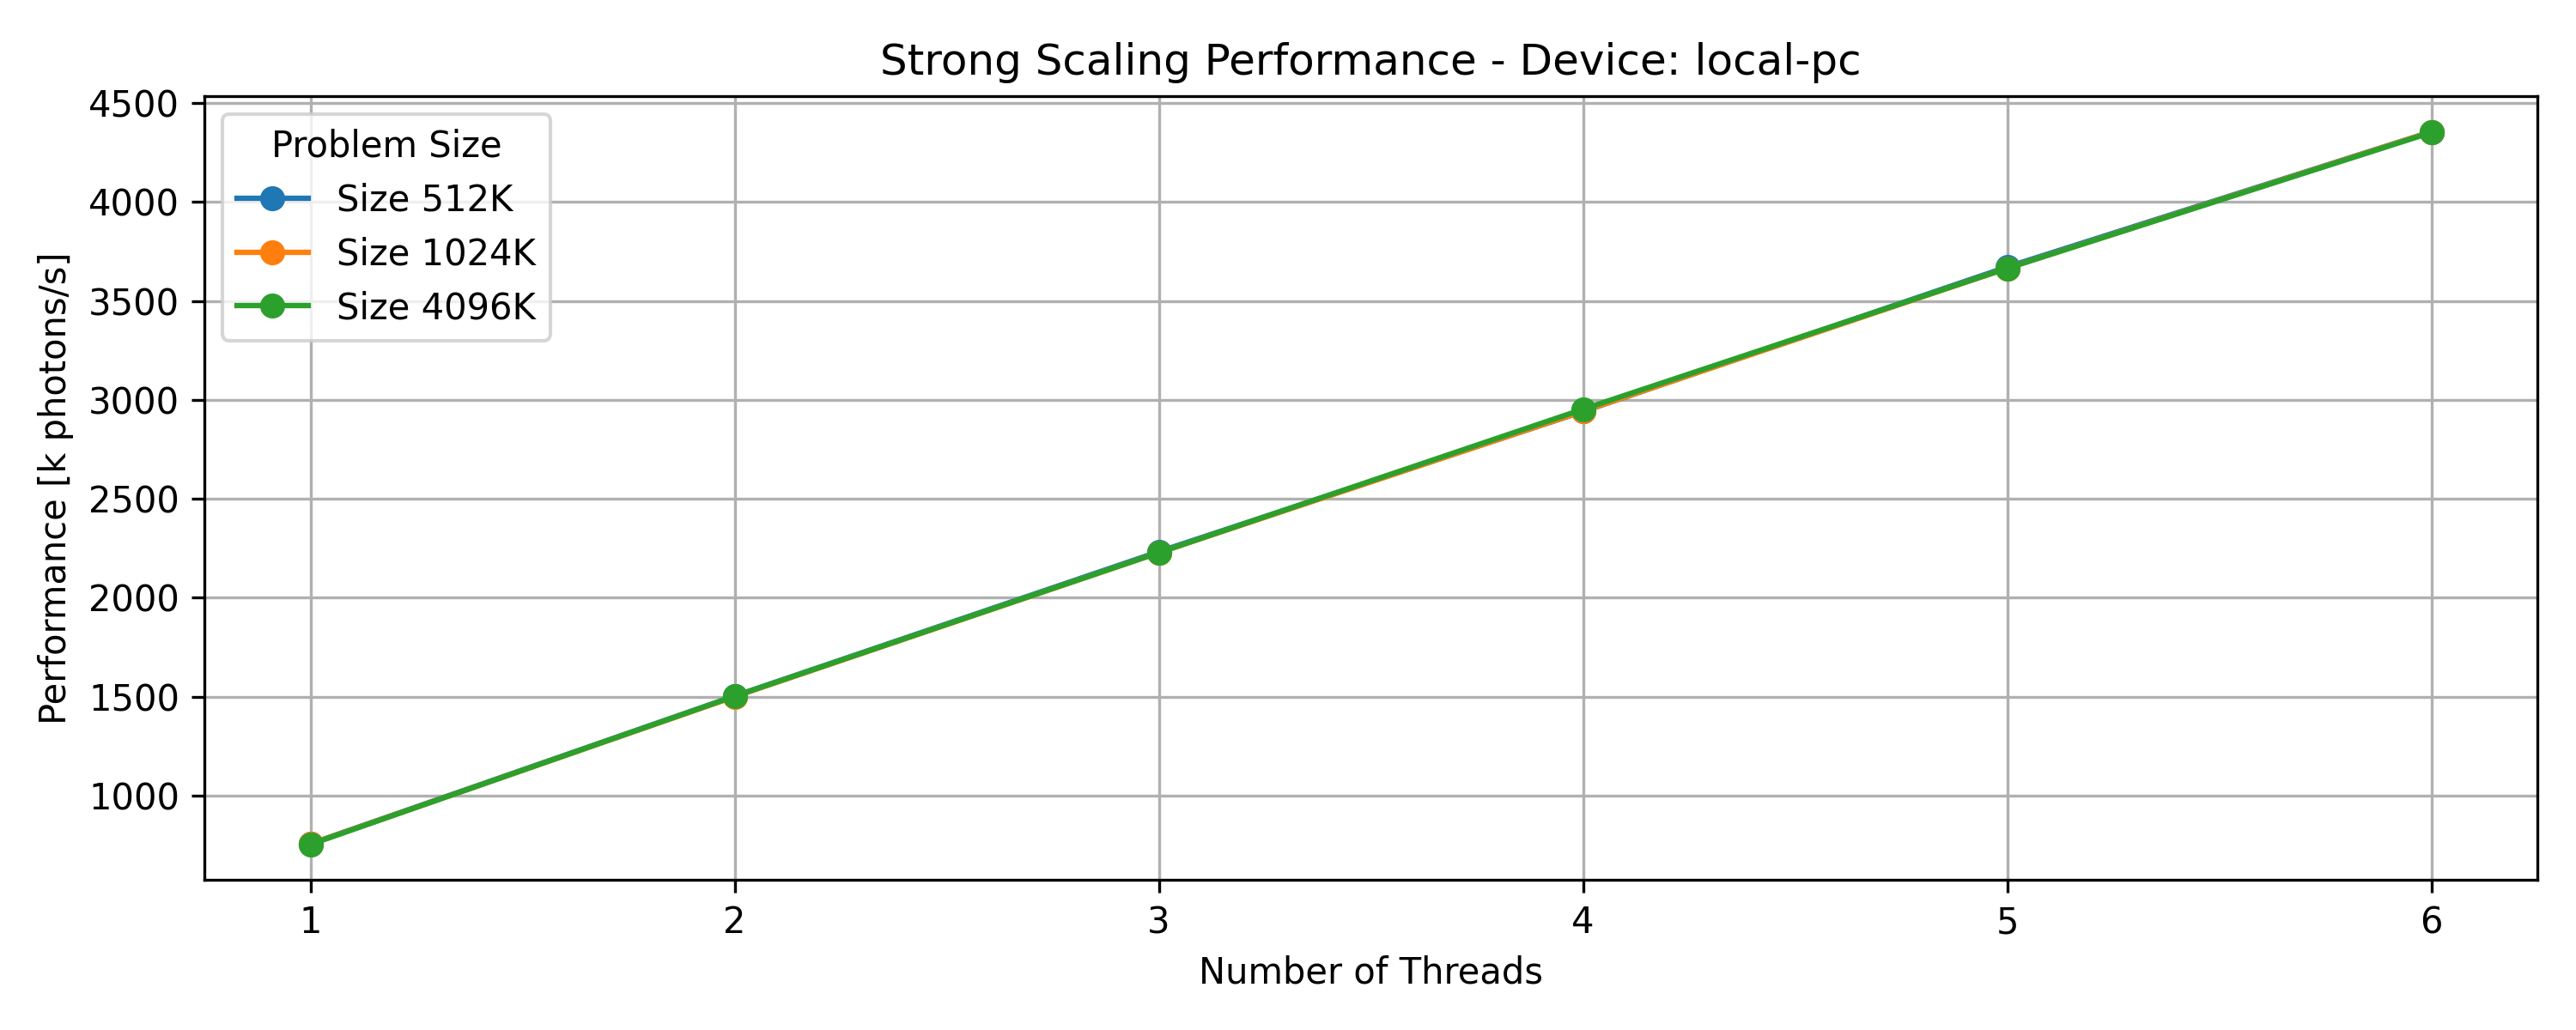 Strong Scaling Performance - Device: local-pc
4500
4000
3500
3000
2500
2000
1500
1000
Performance [k photons/s]
Problem Size
Size 512K
Size 1024K
Size 4096K
1 2 3 4 5 6
Number of Threads